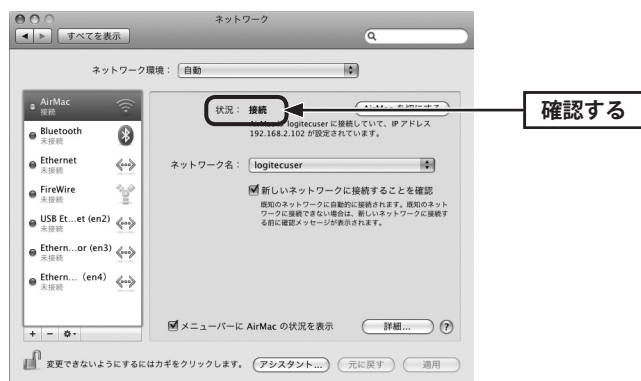 ネットワーク
すべてを表示
ネットワーク環境： 自動
AirMac
接続
Bluetooth
未接続
Ethernet
未接続
FireWire
未接続
USB Et...et (en2)
未接続
Ethern...or (en3)
未接続
Ethern... (en4)
未接続
状況： 接続
確認する
logitecuser に接続していて、IP アドレス
192.168.2.102 が設定されています。
ネットワーク名： logitecuser
新しいネットワークに接続することを確認
既知のネットワークに自動的に接続されます。既知のネット
ワークに接続できない場合は、新しいネットワークに接続す
る前に確認メッセージが表示されます。
メニューバーに AirMac の状況を表示
詳細...
?
変更できないようにするにはカギをクリックします。
アシスタント...
元に戻す
適用